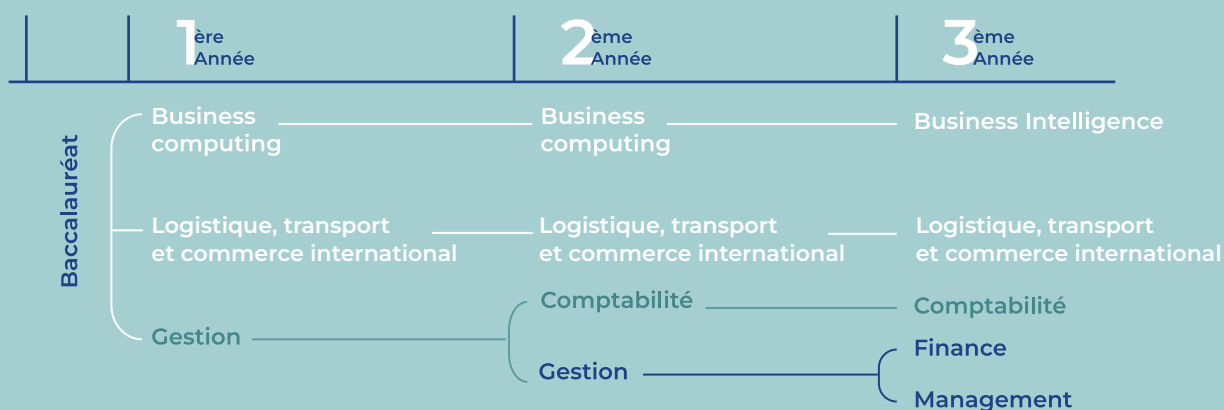 1ère
Année
2ème
Année
3ème
Année
Baccalauréat
Business
computing
Business
computing
Business Intelligence
Logistique, transport
et commerce international
Logistique, transport
et commerce international
Logistique, transport
et commerce international
Gestion
Comptabilité
Comptabilité
Gestion
Finance
Management